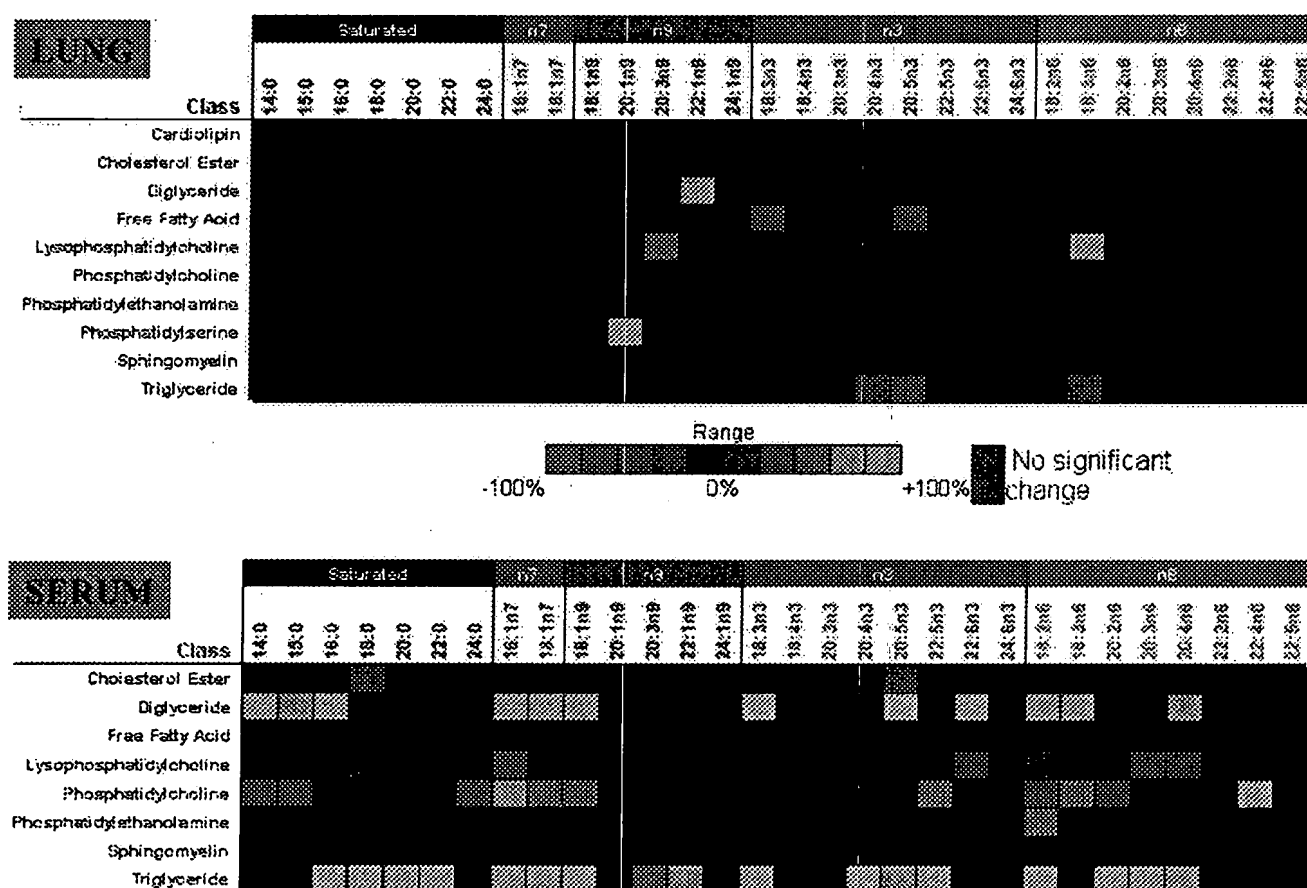 LUNG
Saturated n7 n9 n3 n6
Class 14:0 15:0 16:0 18:0 20:0 22:0 24:0 16:1n7 18:1n7 18:1n9 20:1n9 20:3n9 22:1n9 24:1n9 18:3n3 18:4n3 20:3n3 20:4n3 20:5n3 22:5n3 22:6n3 24:6n3 18:2n6 18:3n6 20:2n6 20:3n6 20:4n6 22:2n6 22:4n6
Cardiolipin
Cholesterol Ester
Diglyceride
Free Fatty Acid
Lysophosphatidylcholine
Phosphatidylcholine
Phosphatidylethanolamine
Phosphatidylserine
Sphingomyelin
Triglyceride
Range
-100% 0% +100%
No significant
change
SERUM
Saturated n7 n9 n3 n6
Class 14:0 15:0 16:0 18:0 20:0 22:0 24:0 16:1n7 18:1n7 18:1n9 20:1n9 20:3n9 22:1n9 24:1n9 18:3n3 18:4n3 20:3n3 20:4n3 20:5n3 22:5n3 22:6n3 24:6n3 18:2n6 18:3n6 20:2n6 20:3n6 20:4n6 22:2n6 22:4n6
Cholesterol Ester
Diglyceride
Free Fatty Acid
Lysophosphatidylcholine
Phosphatidylcholine
Phosphatidylethanolamine
Sphingomyelin
Triglyceride